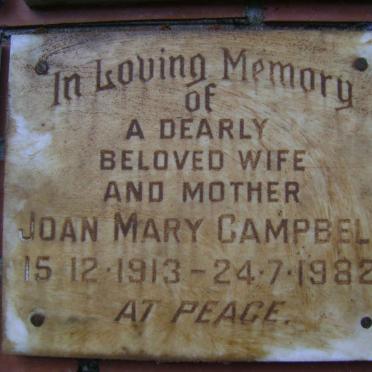 In Loving Memory
of
A DEARLY
BELOVED WIFE
AND MOTHER
JOAN MARY CAMPBEL
15 12·1913-24·7·1982
AT PEACE.